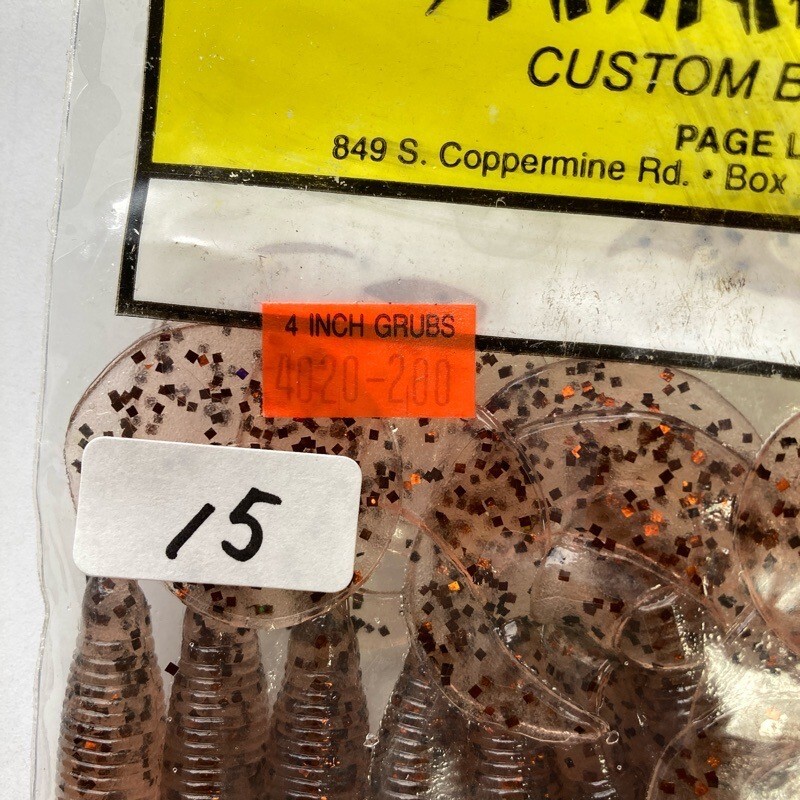 CUSTOM B
PAGE L
849 S. Coppermine Rd. • Box
4 INCH GRUBS
4020-200
15